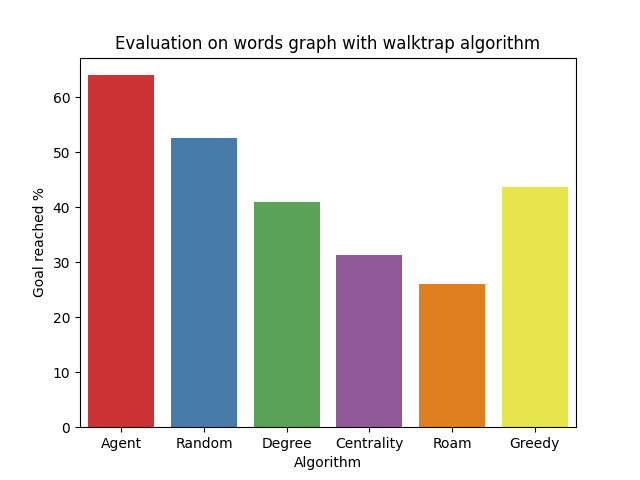 Evaluation on words graph with walktrap algorithm
Goal reached %
60
50
40
30
20
10
0
Agent Random Degree Centrality Roam Greedy
Algorithm